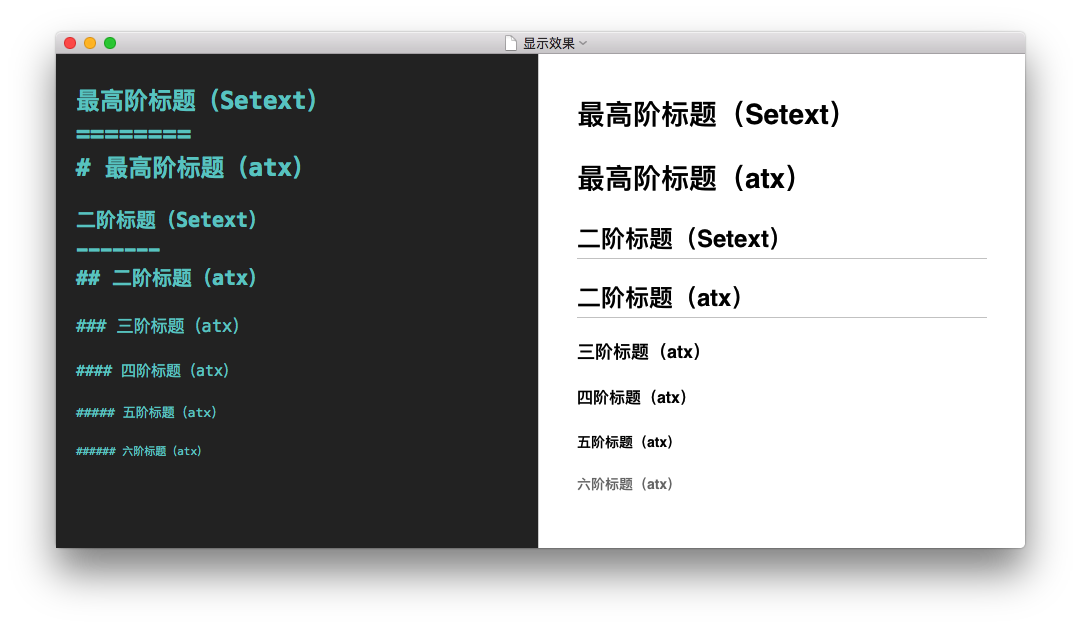 显示效果
最高阶标题（Setext）
========
# 最高阶标题（atx）
二阶标题（Setext）
-------
## 二阶标题（atx）
### 三阶标题（atx）
#### 四阶标题（atx）
##### 五阶标题（atx）
###### 六阶标题（atx）
最高阶标题（Setext）
最高阶标题（atx）
二阶标题（Setext）
二阶标题（atx）
三阶标题（atx）
四阶标题（atx）
五阶标题（atx）
六阶标题（atx）